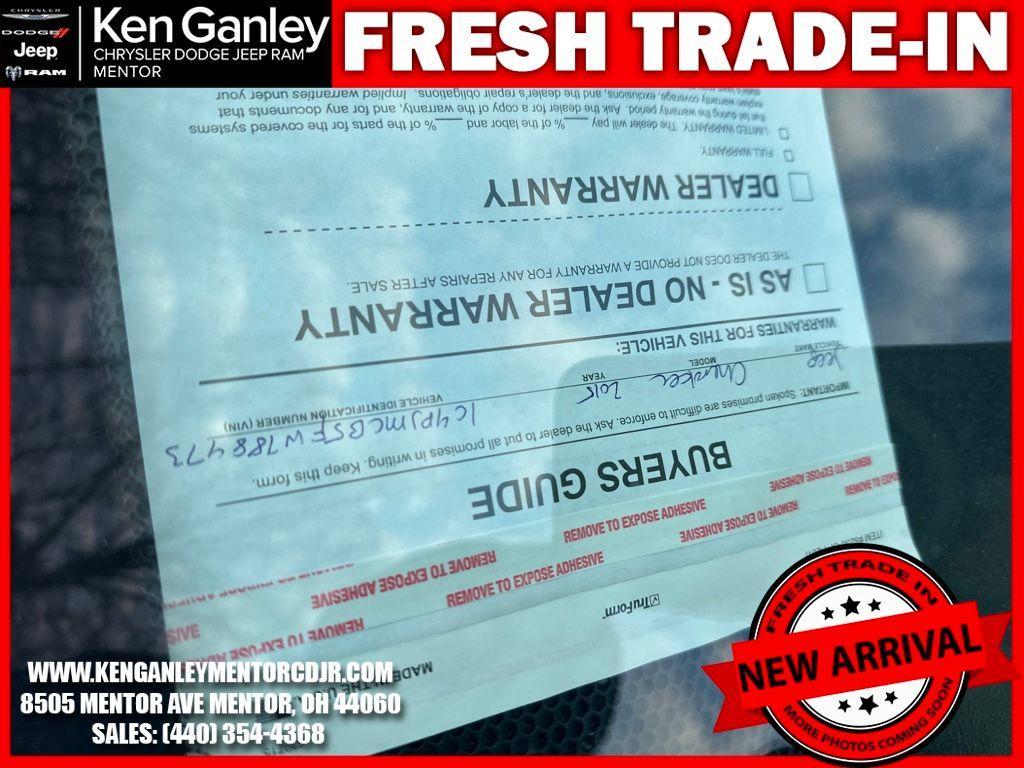 CHRYSLER
DODGE
Jeep
RAM
Ken Ganley
CHRYSLER DODGE JEEP RAM
MENTOR
FRESH TRADE-IN
TruForm
REMOVE TO EXPOSE ADHESIVE
REMOVE TO EXPOSE ADHESIVE
REMOVE TO EXPOSE ADHESIVE
REMOVE TO EXPOSE ADHESIVE
REMOVE TO EXPOSE ADHESIVE
REMOVE TO EXPOSE ADHESIVE
BUYERS GUIDE
IMPORTANT: Spoken promises are difficult to enforce. Ask the dealer to put all promises in writing. Keep this form.
Jeep Cherokee 2015 1C4PJMCB5FW788473
VEHICLE MAKE MODEL YEAR VEHICLE IDENTIFICATION NUMBER (VIN)
WARRANTIES FOR THIS VEHICLE:
AS IS - NO DEALER WARRANTY
THE DEALER DOES NOT PROVIDE A WARRANTY FOR ANY REPAIRS AFTER SALE.
DEALER WARRANTY
FULL WARRANTY.
LIMITED WARRANTY. The dealer will pay ___% of the labor and ___% of the parts for the covered systems
that fail during the warranty period. Ask the dealer for a copy of the warranty, and for any documents that
explain warranty coverage, exclusions, and the dealer's repair obligations. Implied warranties under your
WWW.KENGANLEYMENTORCDJR.COM
8505 MENTOR AVE MENTOR, OH 44060
SALES: (440) 354-4368
FRESH TRADE IN
NEW ARRIVAL
MORE PHOTOS COMING SOON